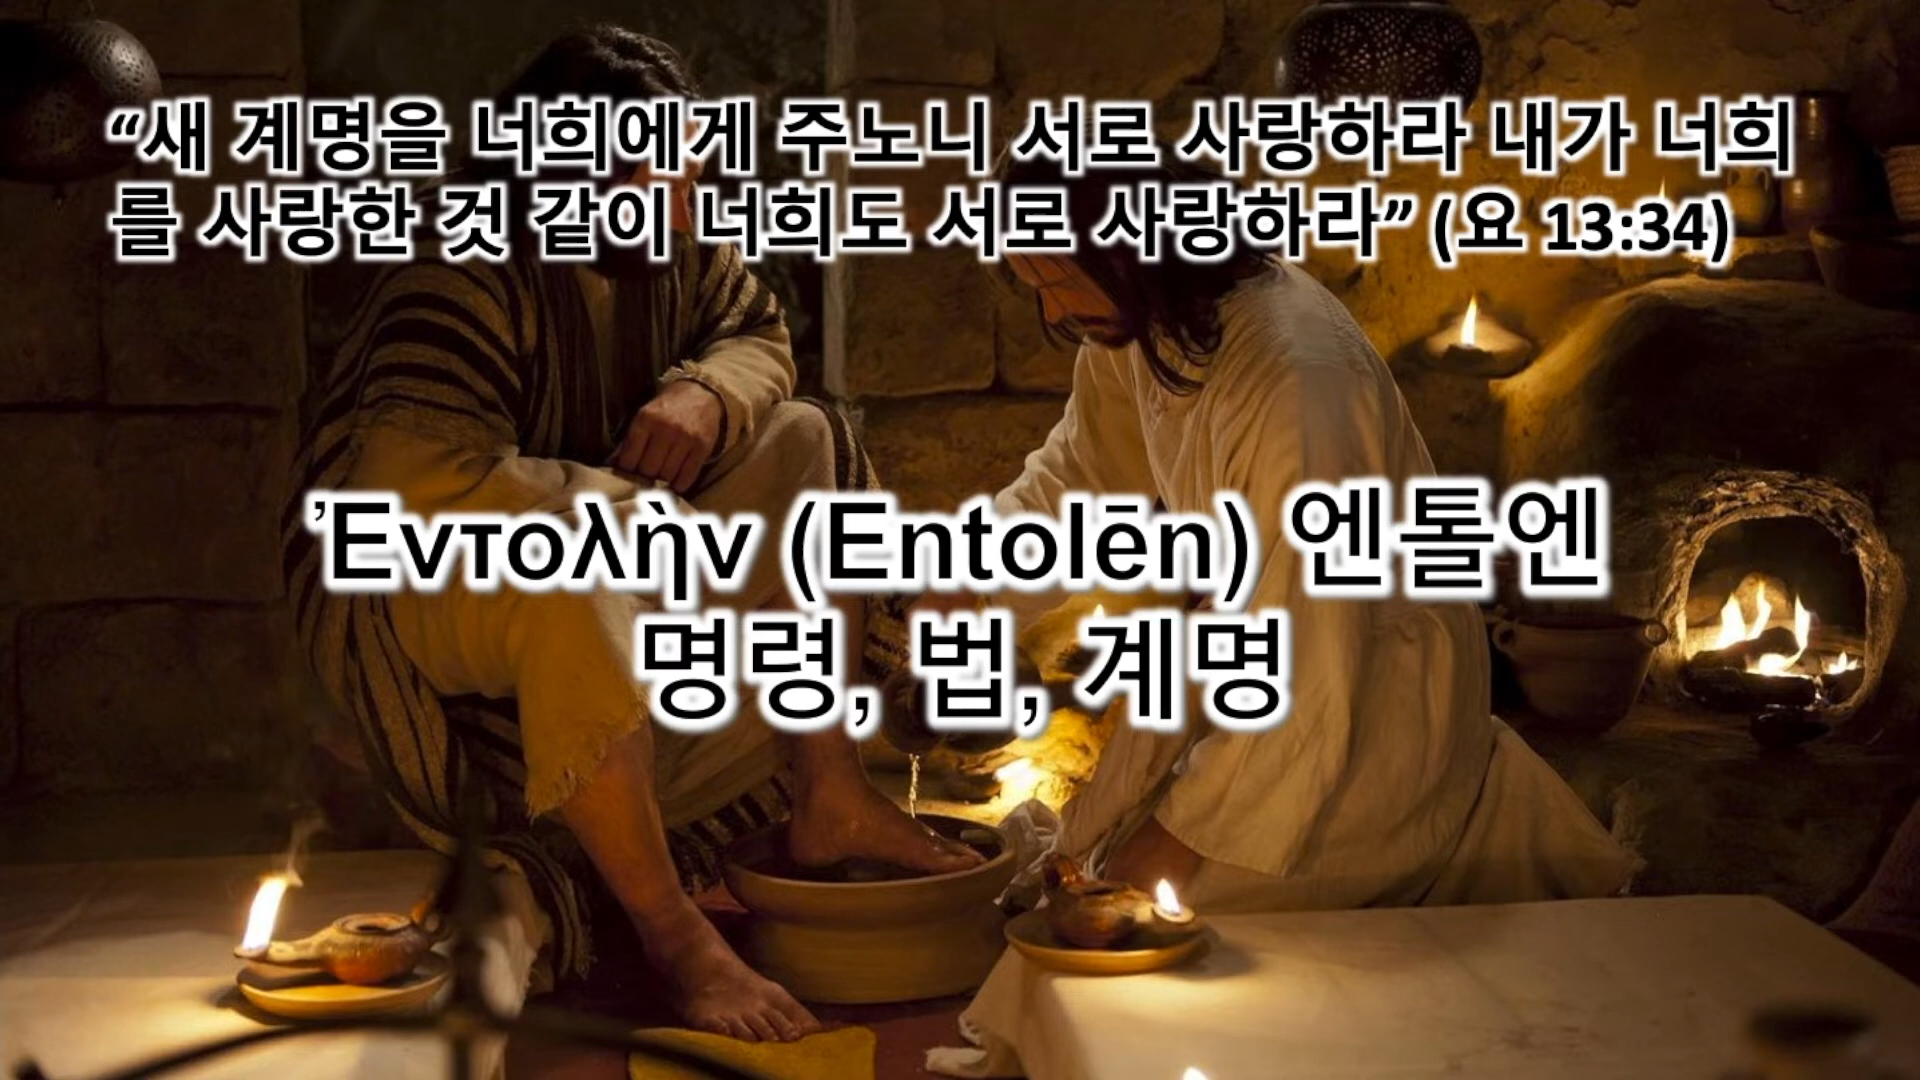 “새 계명을 너희에게 주노니 서로 사랑하라 내가 너희
를 사랑한 것 같이 너희도 서로 사랑하라” (요 13:34)
Ἐντολὴν (Entolēn) 엔톨엔
명령, 법, 계명